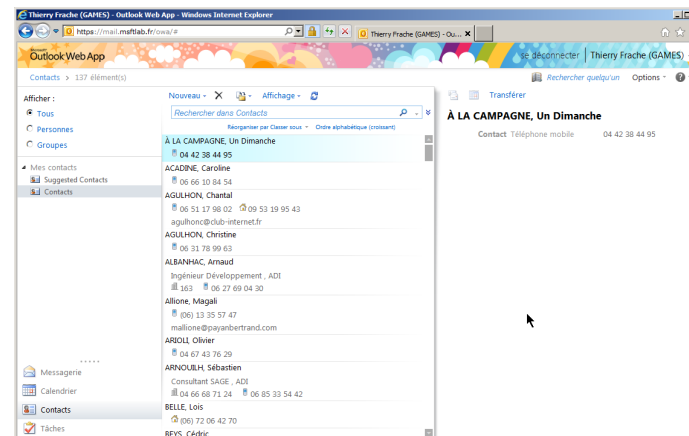 Thierry Frache (GAMES) - Outlook Web App - Windows Internet Explorer
https://mail.msftlab.fr/owa/#
Thierry Frache (GAMES) - Ou...
Microsoft
Outlook Web App
se déconnecter Thierry Frache (GAMES)
Contacts > 137 élément(s)
Rechercher quelqu'un Options
Afficher :
Tous
Personnes
Groupes
Mes contacts
Suggested Contacts
Contacts
Messagerie
Calendrier
Contacts
Tâches
Nouveau Affichage
Rechercher dans Contacts
Réorganiser par Classer sous Ordre alphabétique (croissant)
À LA CAMPAGNE, Un Dimanche
04 42 38 44 95
ACADINE, Caroline
06 66 10 84 54
AGULHON, Chantal
06 51 17 98 02 09 53 19 95 43
agulhonc@club-internet.fr
AGULHON, Christine
06 31 78 99 63
ALBANHAC, Arnaud
Ingénieur Développement , ADI
163 06 27 69 04 30
Allione, Magali
(06) 13 35 57 47
mallione@payanbertrand.com
ARIOLI, Olivier
04 67 43 76 29
ARNOUILH, Sébastien
Consultant SAGE , ADI
04 66 68 71 24 06 85 33 54 42
BELLE, Lois
(06) 72 06 42 70
BEYS, Cédric
Transférer
À LA CAMPAGNE, Un Dimanche
Contact Téléphone mobile 04 42 38 44 95